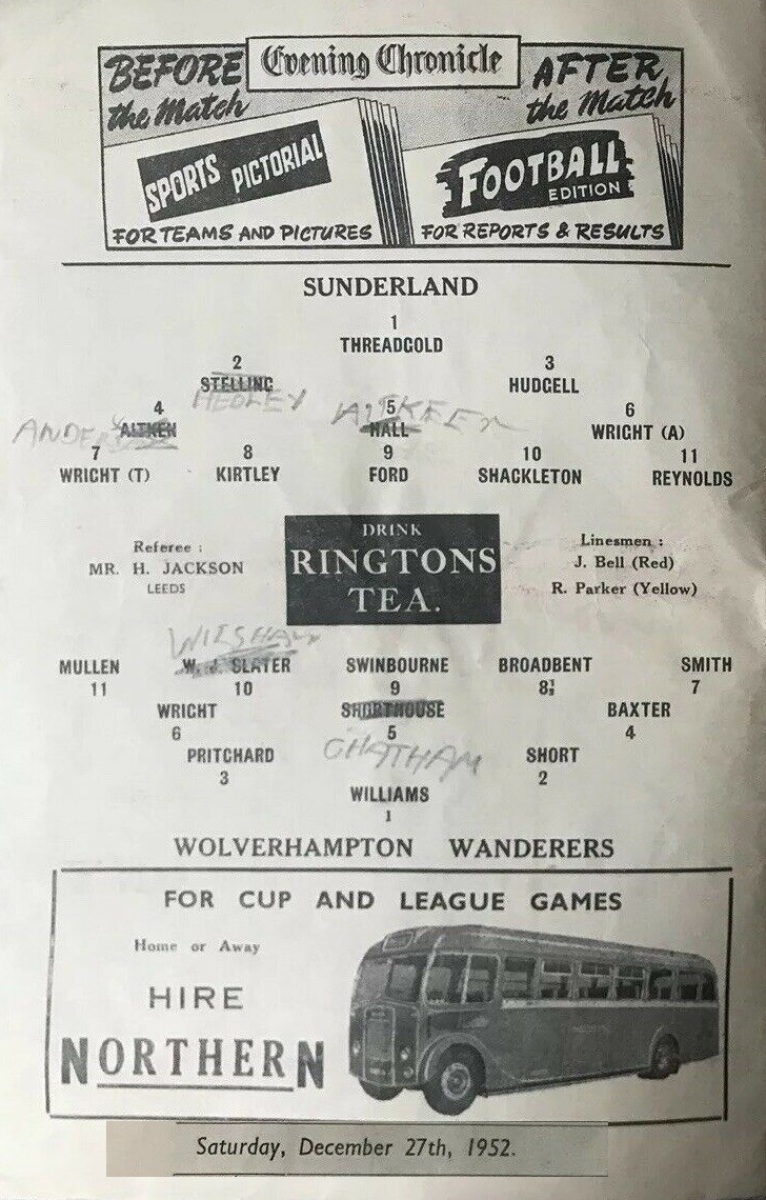 BEFORE the Match
Evening Chronicle
AFTER the Match
SPORTS PICTORIAL
FOOTBALL EDITION
FOR TEAMS AND PICTURES
FOR REPORTS & RESULTS
SUNDERLAND
1
THREADGOLD
2 3
STELLING HUDGELL
HEDLEY
4 5 6
AITKEN HALL WRIGHT (A)
7 8 9 10 11
WRIGHT (T) KIRTLEY FORD SHACKLETON REYNOLDS
Referee :
MR. H. JACKSON
LEEDS
DRINK
RINGTONS
TEA.
Linesmen :
J. Bell (Red)
R. Parker (Yellow)
MULLEN W. J. SLATER SWINBOURNE BROADBENT SMITH
11 10 9 8 7
WRIGHT SHORTHOUSE BAXTER
6 5 4
CHATHAM
PRITCHARD SHORT
3 2
WILLIAMS
1
WOLVERHAMPTON WANDERERS
FOR CUP AND LEAGUE GAMES
Home or Away
HIRE
NORTHERN
Saturday, December 27th, 1952.